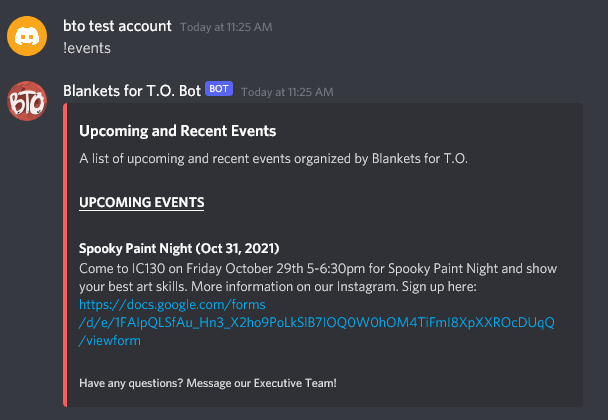 bto test account Today at 11:25 AM
!events
BTO
Blankets for T.O. Bot BOT Today at 11:25 AM
Upcoming and Recent Events
A list of upcoming and recent events organized by Blankets for T.O.
UPCOMING EVENTS
Spooky Paint Night (Oct 31, 2021)
Come to IC130 on Friday October 29th 5-6:30pm for Spooky Paint Night and show
your best art skills. More information on our Instagram. Sign up here:
https://docs.google.com/forms
/d/e/1FAIpQLSfAu_Hn3_X2ho9PoLkSlB7IOQ0W0hOM4TiFmI8XpXXROcDUqQ
/viewform
Have any questions? Message our Executive Team!